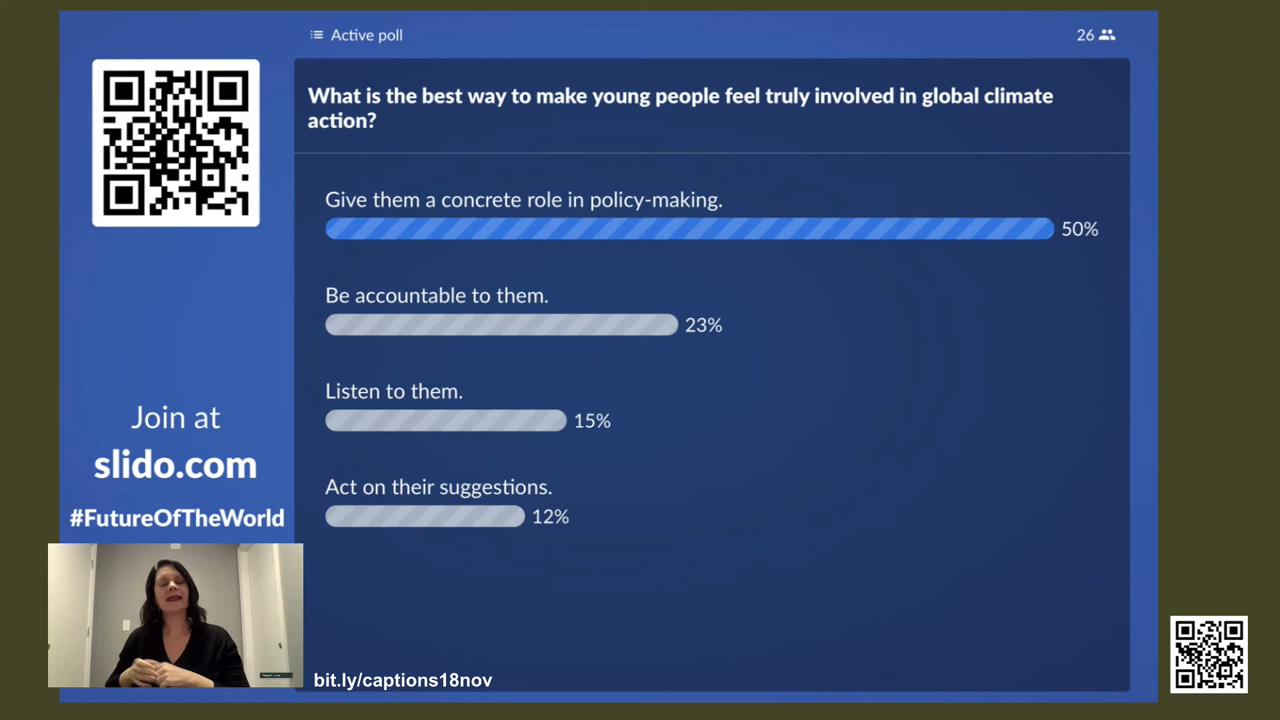 Active poll
26
What is the best way to make young people feel truly involved in global climate
action?
Give them a concrete role in policy-making.
50%
Be accountable to them.
23%
Listen to them.
15%
Act on their suggestions.
12%
Join at
slido.com
#FutureOfTheWorld
bit.ly/captions18nov